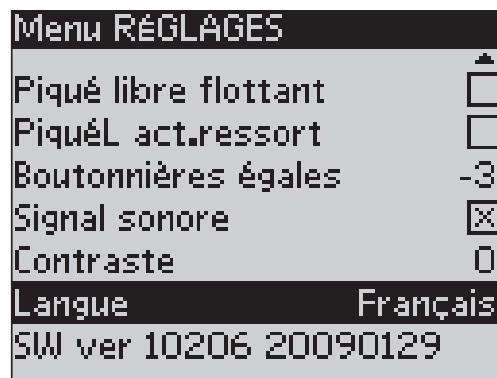 Menu RÉGLAGES
Piqué libre flottant
PiquéL act.ressort
Boutonnières égales -3
Signal sonore
Contraste 0
Langue Français
SW ver 10206 20090129